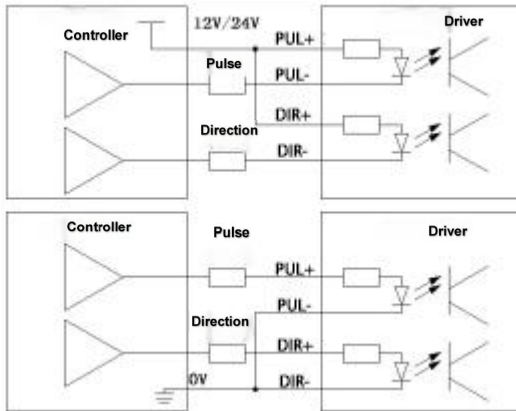 Controller
12V/24V
Driver
PUL+
Pulse
PUL-
DIR+
Direction
DIR-
Controller
Pulse
Driver
PUL+
PUL-
Direction
DIR+
0V
DIR-